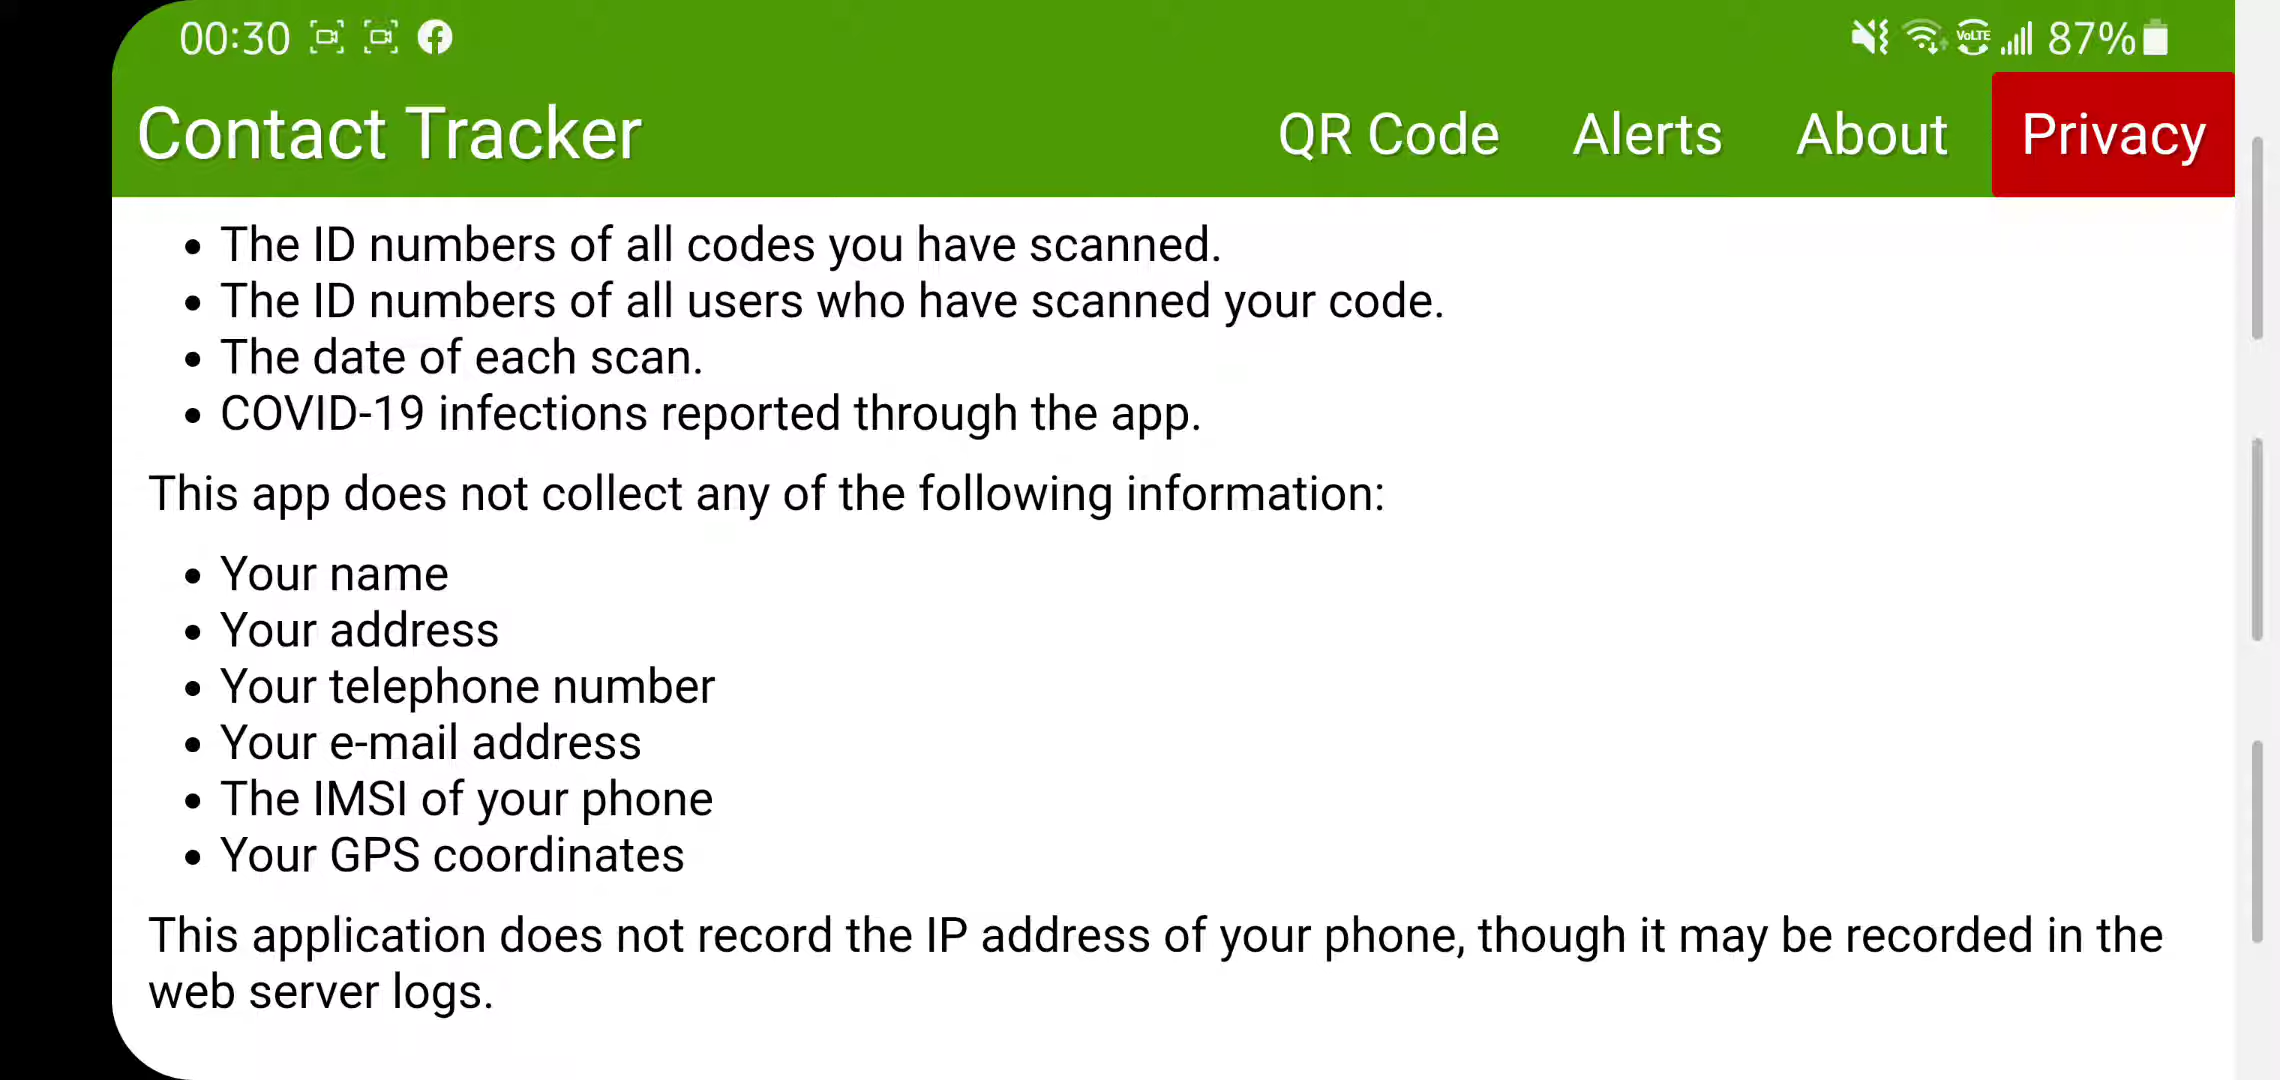 00:30 VoLTE 87%
Contact Tracker QR Code Alerts About Privacy
• The ID numbers of all codes you have scanned.
• The ID numbers of all users who have scanned your code.
• The date of each scan.
• COVID-19 infections reported through the app.
This app does not collect any of the following information:
• Your name
• Your address
• Your telephone number
• Your e-mail address
• The IMSI of your phone
• Your GPS coordinates
This application does not record the IP address of your phone, though it may be recorded in the
web server logs.